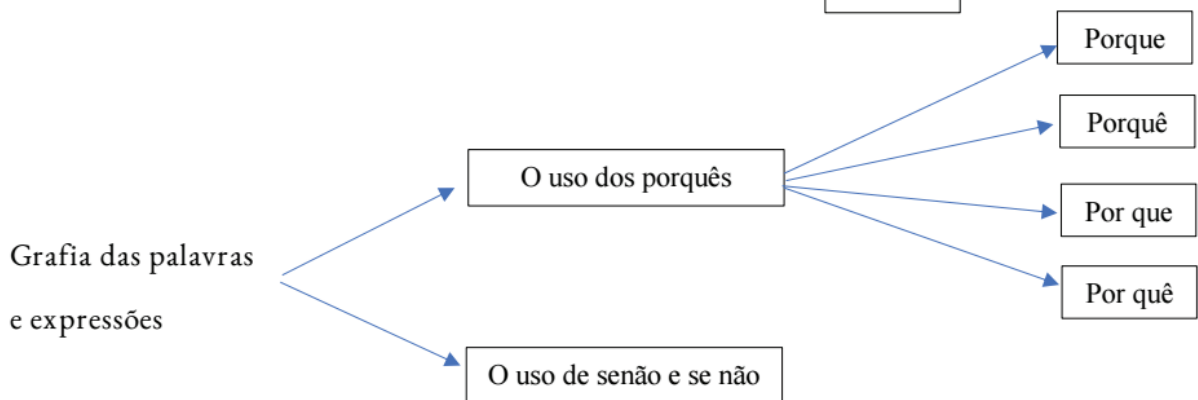 Porque
Porquê
O uso dos porquês
Por que
Grafia das palavras
e expressões
Por quê
O uso de senão e se não